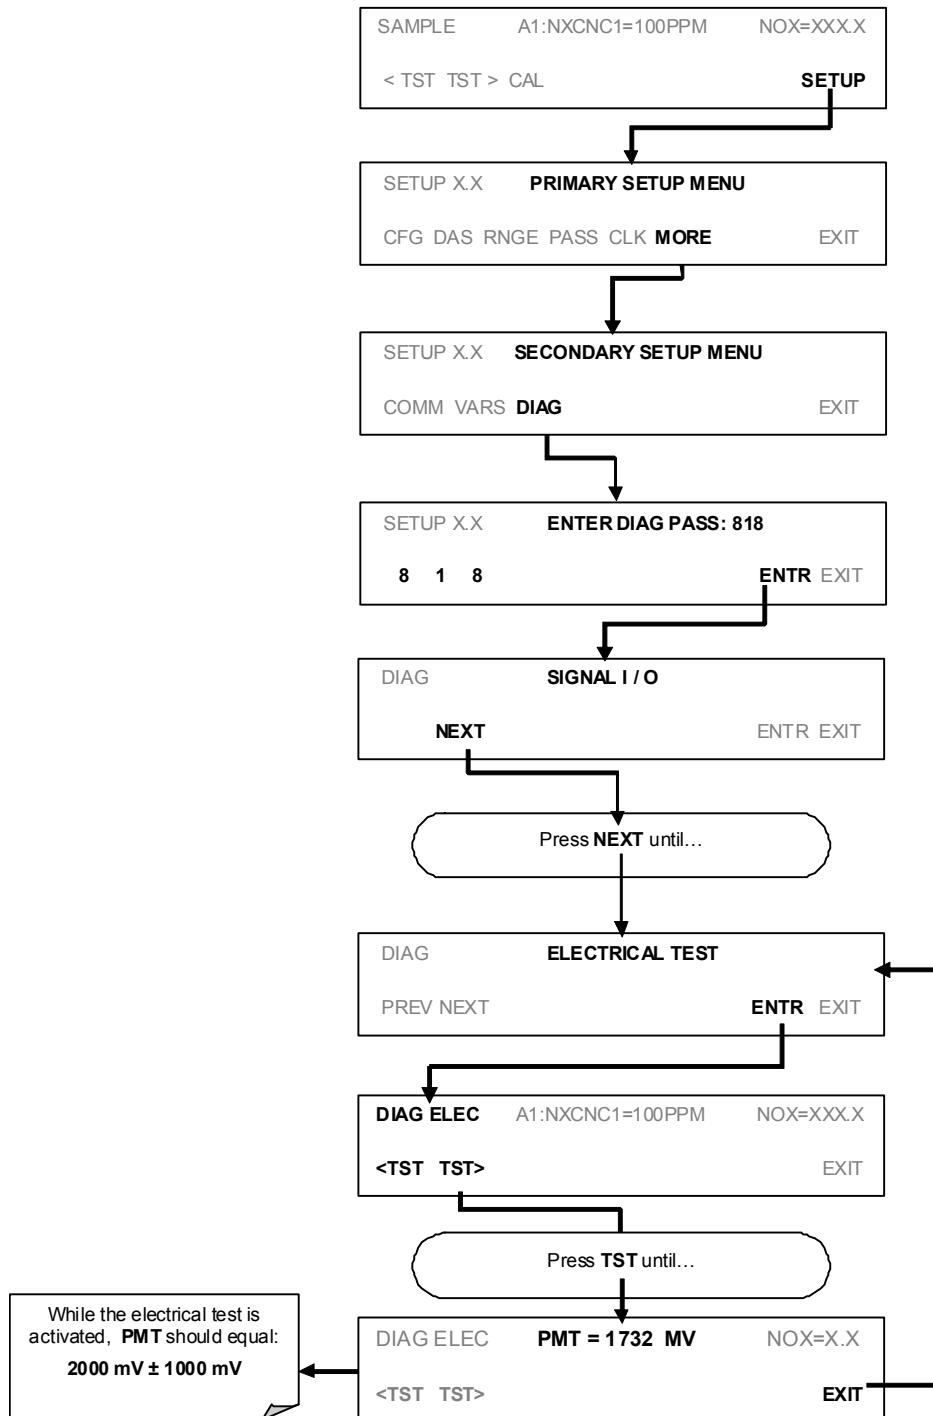 SAMPLE A1:NXCNC1=100PPM NOX=XXX.X
< TST TST > CAL SETUP
SETUP X.X PRIMARY SETUP MENU
CFG DAS RNGE PASS CLK MORE EXIT
SETUP X.X SECONDARY SETUP MENU
COMM VARS DIAG EXIT
SETUP X.X ENTER DIAG PASS: 818
8 1 8 ENTR EXIT
DIAG SIGNAL I / O
NEXT ENTR EXIT
Press NEXT until…
DIAG ELECTRICAL TEST
PREV NEXT ENTR EXIT
DIAG ELEC A1:NXCNC1=100PPM NOX=XXX.X
<TST TST> EXIT
Press TST until…
While the electrical test is
activated, PMT should equal:
2000 mV ± 1000 mV
DIAG ELEC PMT = 1732 MV NOX=X.X
<TST TST> EXIT